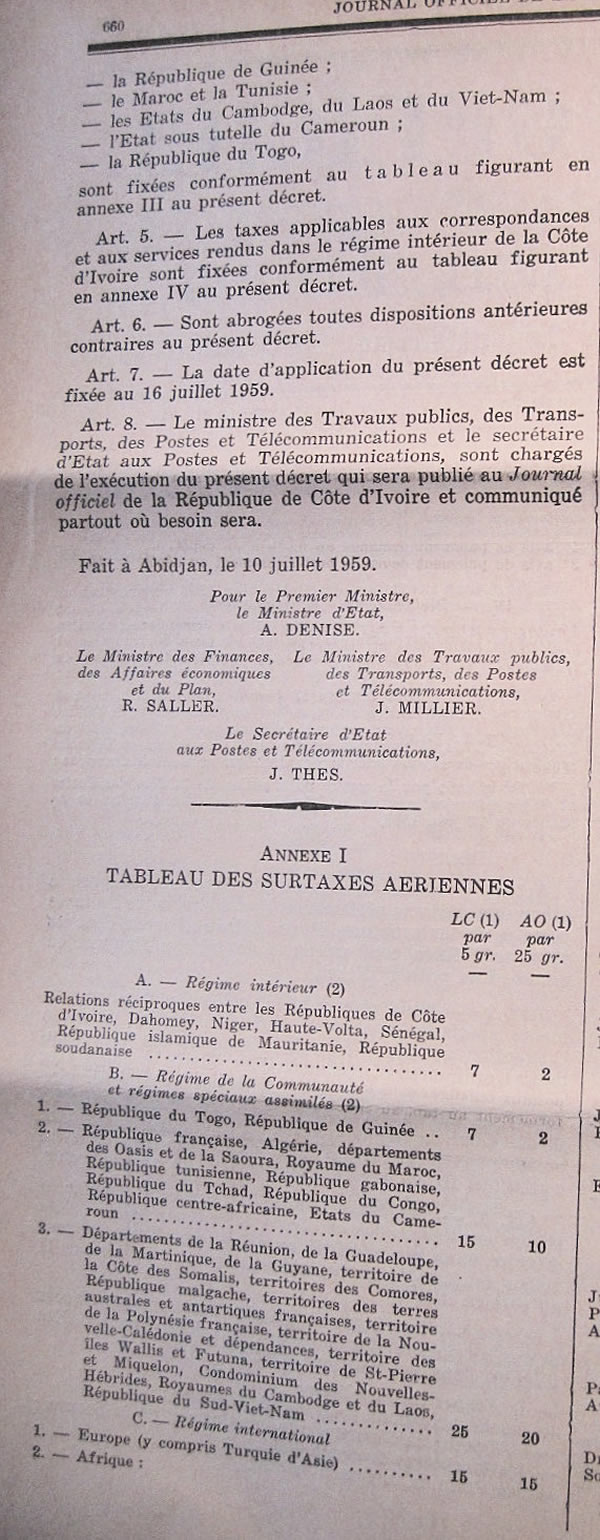 660
JOURNAL OFFICIEL DE
— la République de Guinée ;
— le Maroc et la Tunisie ;
— les Etats du Cambodge, du Laos et du Viet-Nam ;
— l'Etat sous tutelle du Cameroun ;
— la République du Togo,
sont fixées conformément au tableau figurant en
annexe III au présent décret.
Art. 5. — Les taxes applicables aux correspondances
et aux services rendus dans le régime intérieur de la Côte
d'Ivoire sont fixées conformément au tableau figurant
en annexe IV au présent décret.
Art. 6. — Sont abrogées toutes dispositions antérieures
contraires au présent décret.
Art. 7. — La date d'application du présent décret est
fixée au 16 juillet 1959.
Art. 8. — Le ministre des Travaux publics, des Trans-
ports, des Postes et Télécommunications et le secrétaire
d'Etat aux Postes et Télécommunications, sont chargés
de l'exécution du présent décret qui sera publié au Journal
officiel de la République de Côte d'Ivoire et communiqué
partout où besoin sera.
Fait à Abidjan, le 10 juillet 1959.
Pour le Premier Ministre,
le Ministre d'Etat,
A. DENISE.
Le Ministre des Finances,
des Affaires économiques
et du Plan,
R. SALLER.
Le Ministre des Travaux publics,
des Transports, des Postes
et Télécommunications,
J. MILLIER.
Le Secrétaire d'Etat
aux Postes et Télécommunications,
J. THES.
ANNEXE I
TABLEAU DES SURTAXES AERIENNES
LC (1) AO (1)
par par
5 gr. 25 gr.
— —
A. — Régime intérieur (2)
Relations réciproques entre les Républiques de Côte
d'Ivoire, Dahomey, Niger, Haute-Volta, Sénégal,
République islamique de Mauritanie, République
soudanaise .................................... 7 2
B. — Régime de la Communauté
et régimes spéciaux assimilés (2)
1. — République du Togo, République de Guinée .. 7 2
2. — République française, Algérie, départements
des Oasis et de la Saoura, Royaume du Maroc,
République tunisienne, République gabonaise,
République du Tchad, République du Congo,
République centre-africaine, Etats du Came-
roun .................................... 15 10
3. — Départements de la Réunion, de la Guadeloupe,
de la Martinique, de la Guyane, territoire de
la Côte des Somalis, territoires des Comores,
République malgache, territoires des terres
australes et antartiques françaises, territoire
de la Polynésie française, territoire de la Nou-
velle-Calédonie et dépendances, territoire des
îles Wallis et Futuna, territoire de St-Pierre
et Miquelon, Condominium des Nouvelles-
Hébrides, Royaumes du Cambodge et du Laos,
République du Sud-Viet-Nam .............. 25 20
C. — Régime international
1. — Europe (y compris Turquie d'Asie) .......... 15 15
2. — Afrique :